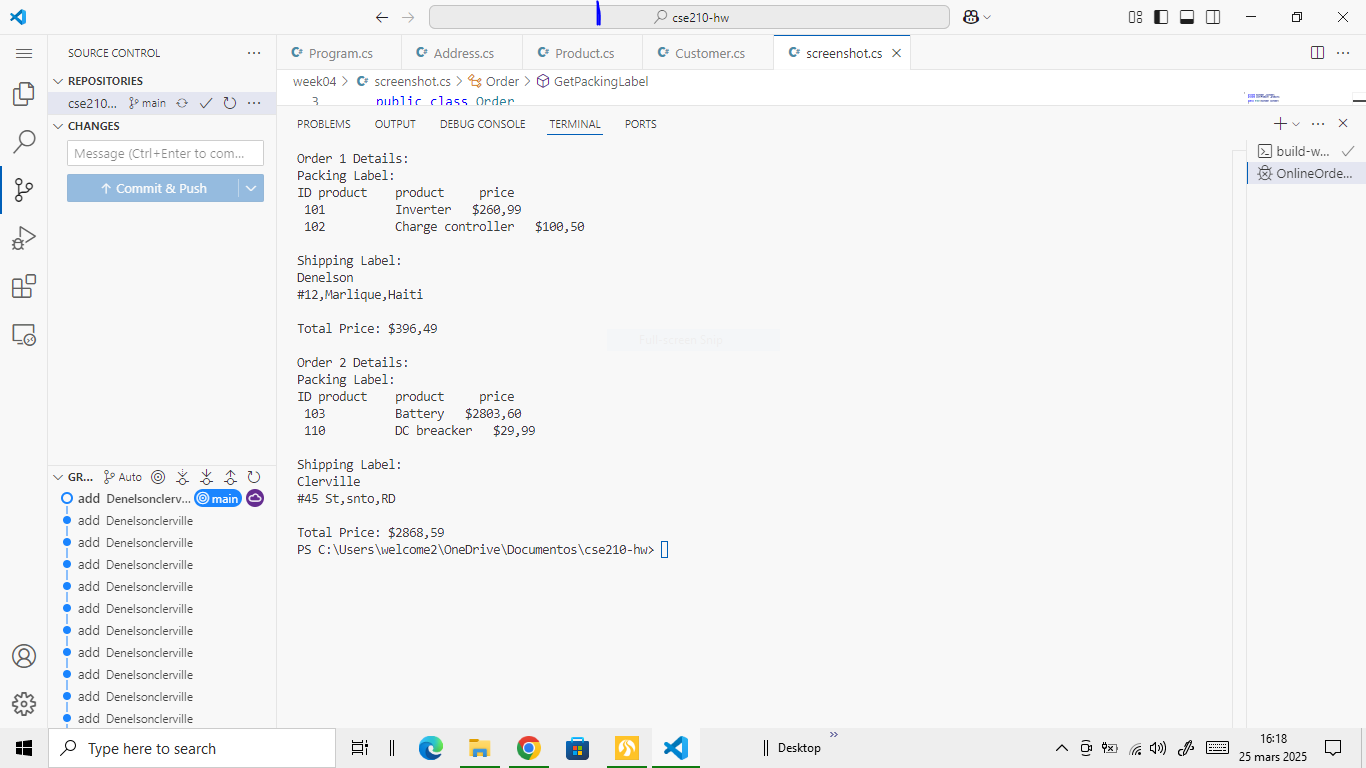 cse210-hw
SOURCE CONTROL
REPOSITORIES
cse210... main
CHANGES
Message (Ctrl+Enter to com...
Commit & Push
GR... Auto
add Denelsonclerv... main
add Denelsonclerville
add Denelsonclerville
add Denelsonclerville
add Denelsonclerville
add Denelsonclerville
add Denelsonclerville
add Denelsonclerville
add Denelsonclerville
add Denelsonclerville
add Denelsonclerville
Program.cs Address.cs Product.cs Customer.cs screenshot.cs
week04 > screenshot.cs > Order > GetPackingLabel
3 public class Order
PROBLEMS OUTPUT DEBUG CONSOLE TERMINAL PORTS
Order 1 Details:
Packing Label:
ID product product price
101 Inverter $260,99
102 Charge controller $100,50
Shipping Label:
Denelson
#12,Marlique,Haiti
Total Price: $396,49
Order 2 Details:
Packing Label:
ID product product price
103 Battery $2803,60
110 DC breacker $29,99
Shipping Label:
Clerville
#45 St,snto,RD
Total Price: $2868,59
PS C:\Users\welcome2\OneDrive\Documentos\cse210-hw>
build-w...
OnlineOrde...
Full-screen Snip
Type here to search
Desktop
16:18
25 mars 2025